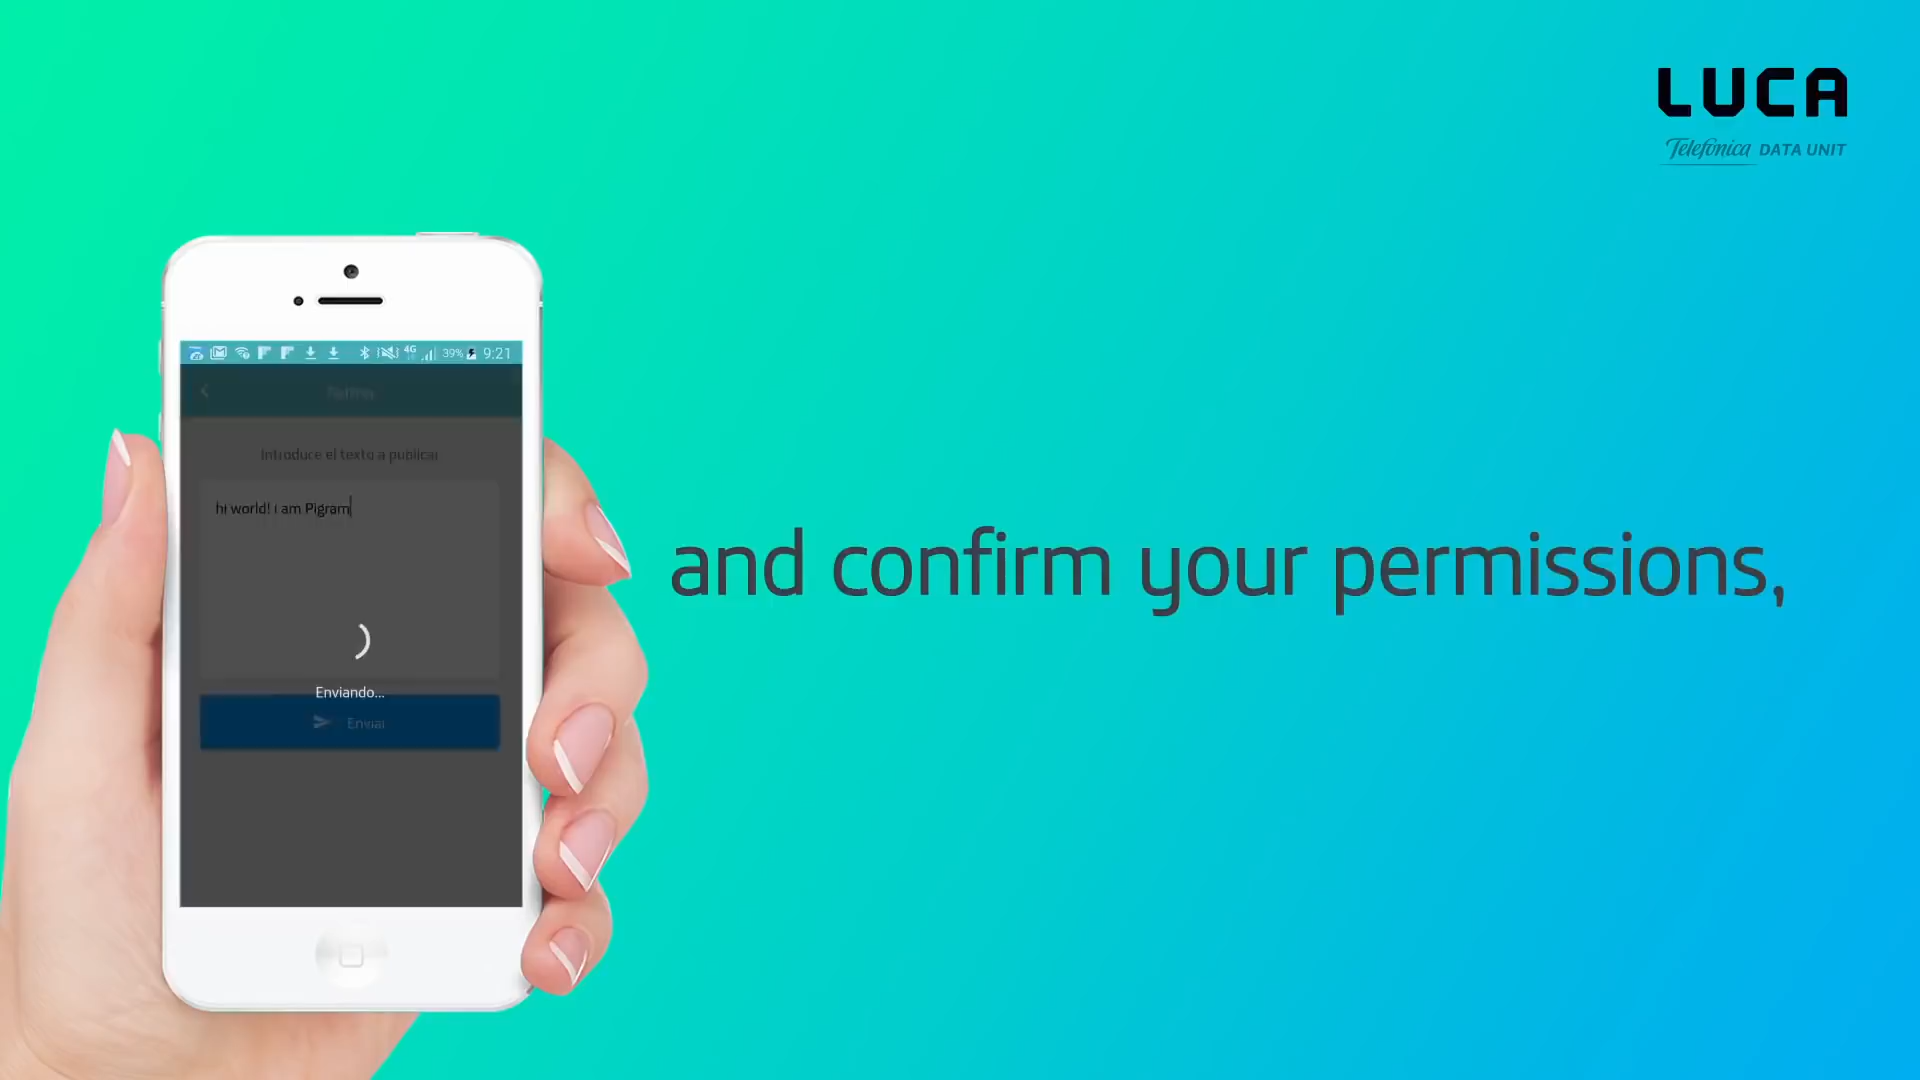 LUCA
Telefónica DATA UNIT
4G
39%
9:21
Introduce el texto a publicar
hi world! i am Pigram
and confirm your permissions,
Enviando...
Enviar